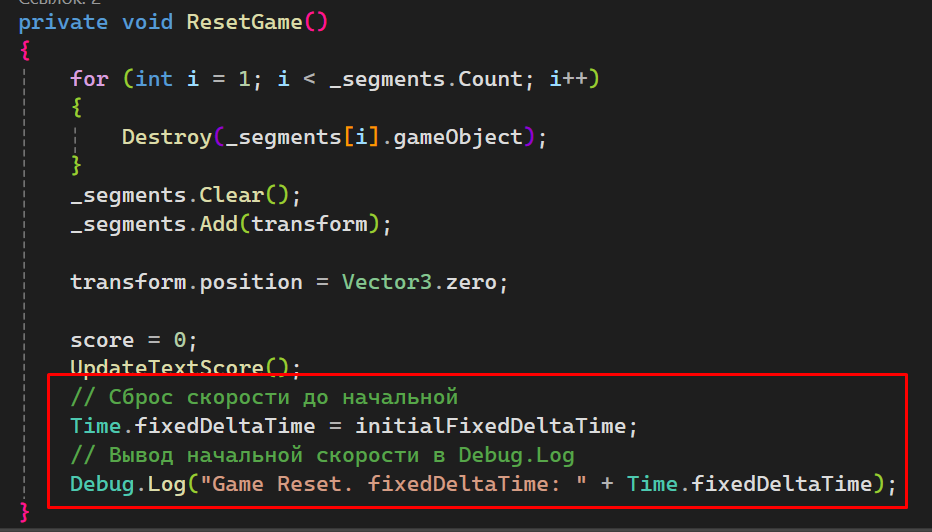 Ссылок: 2
private void ResetGame()
{
for (int i = 1; i < _segments.Count; i++)
{
Destroy(_segments[i].gameObject);
}
_segments.Clear();
_segments.Add(transform);
transform.position = Vector3.zero;
score = 0;
UpdateTextScore();
// Сброс скорости до начальной
Time.fixedDeltaTime = initialFixedDeltaTime;
// Вывод начальной скорости в Debug.Log
Debug.Log("Game Reset. fixedDeltaTime: " + Time.fixedDeltaTime);
}